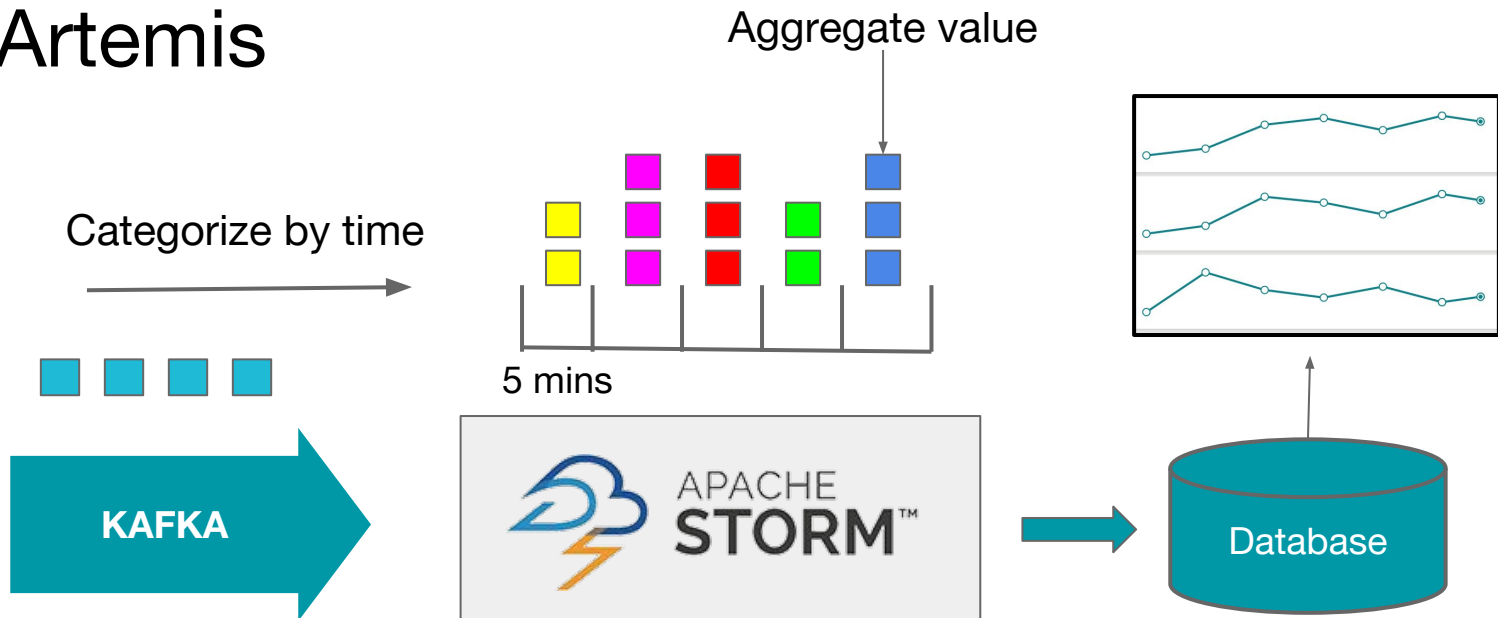 Artemis
Aggregate value
Categorize by time
5 mins
KAFKA
APACHE
STORM™
Database